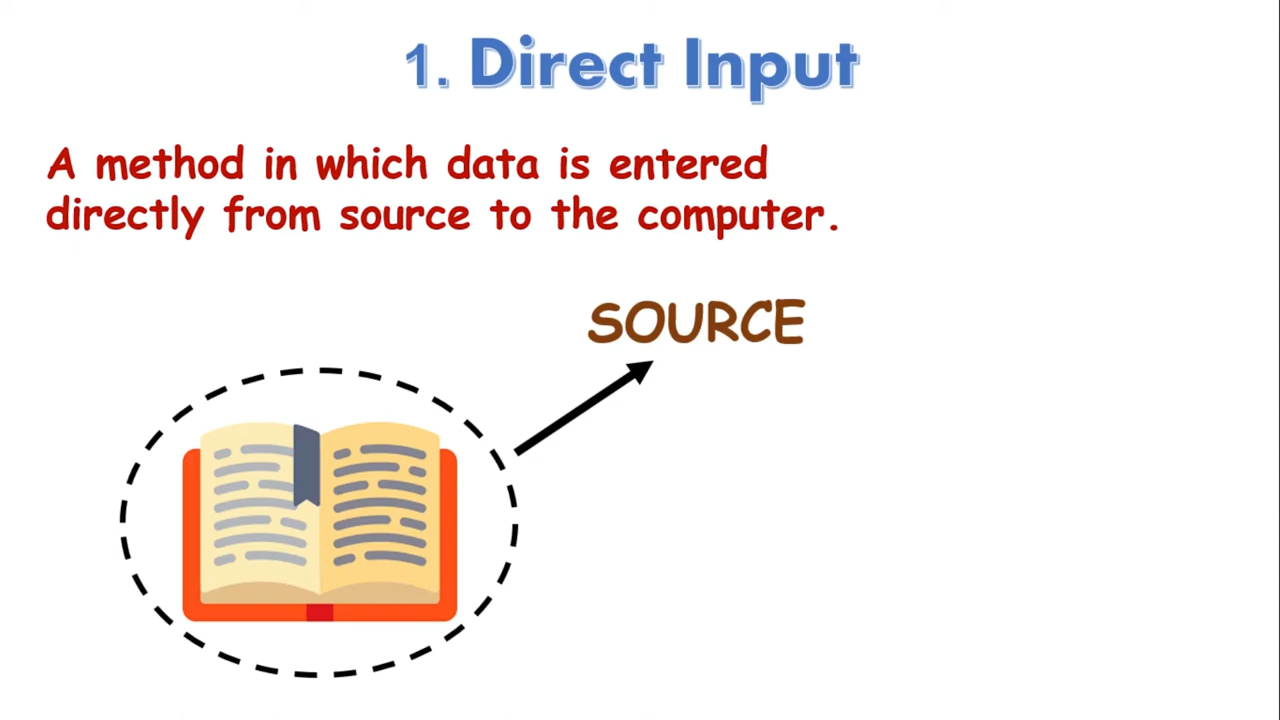 1. Direct Input
A method in which data is entered
directly from source to the computer.
SOURCE